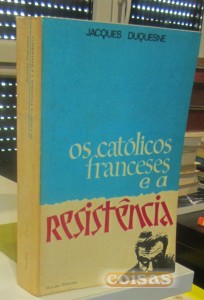 JACQUES DUQUESNE
os católicos
franceses
e a
RESISTÊNCIA
coisas